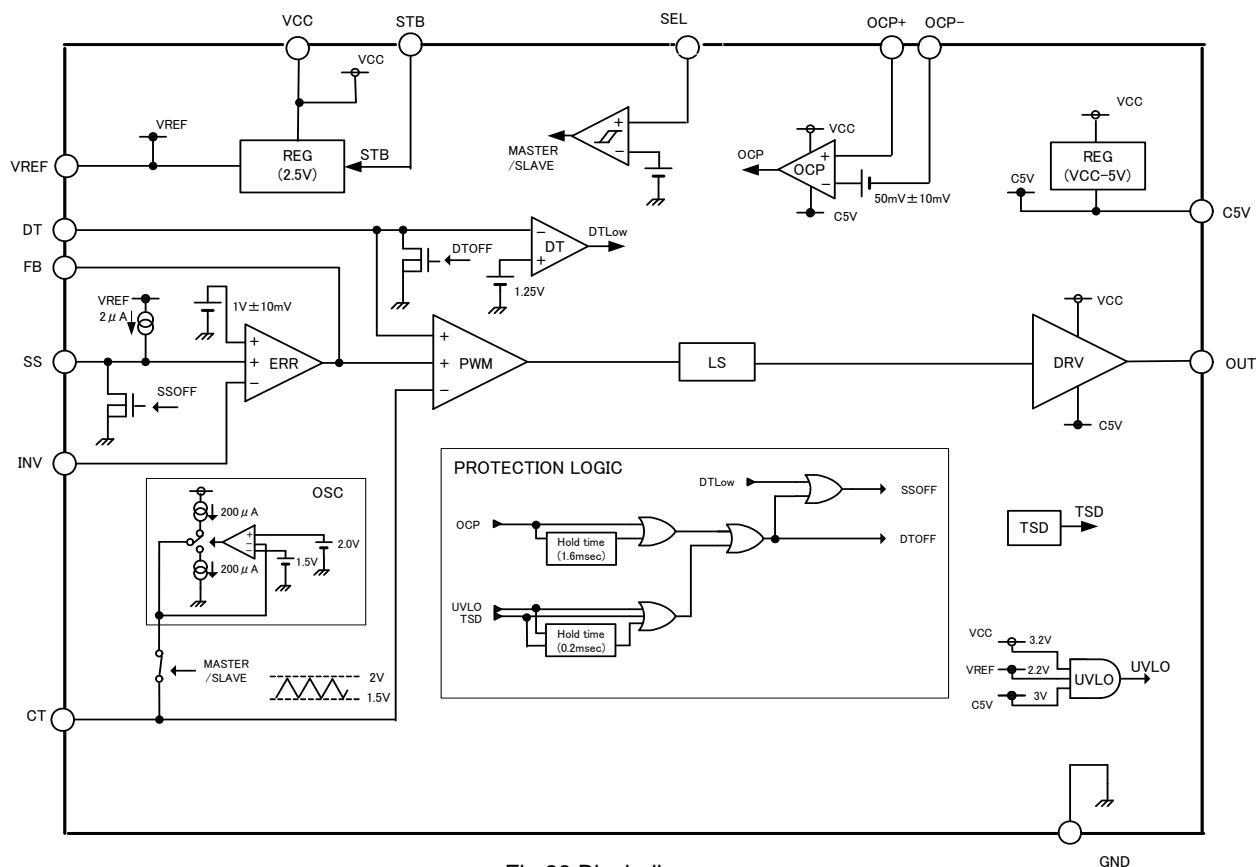 VCC
STB
SEL
OCP+
OCP-
VCC
VREF
VREF
REG
(2.5V)
STB
MASTER
/SLAVE
+
-
VCC
OCP
OCP
+
-
C5V
50mV±10mV
VCC
REG
(VCC-5V)
C5V
C5V
DT
DTOFF
-
DT
+
DTLow
1.25V
FB
VREF
2μA
1V±10mV
SS
+
+
-
ERR
SSOFF
+
+
-
PWM
LS
VCC
DRV
C5V
OUT
INV
OSC
200μA
200μA
+
-
-
1.5V
2.0V
PROTECTION LOGIC
DTLow
SSOFF
OCP
Hold time
(1.6msec)
DTOFF
UVLO
TSD
Hold time
(0.2msec)
TSD
TSD
MASTER
/SLAVE
2V
1.5V
CT
VCC
3.2V
VREF
2.2V
C5V
3V
UVLO
UVLO
GND